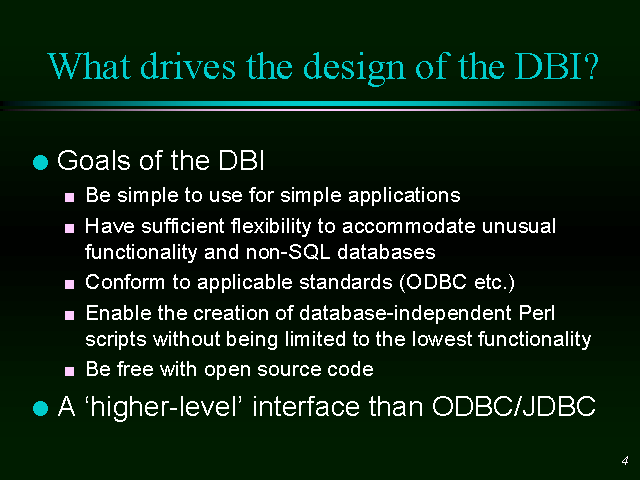 What drives the design of the DBI?
Goals of the DBI
Be simple to use for simple applications
Have sufficient flexibility to accommodate unusual
functionality and non-SQL databases
Conform to applicable standards (ODBC etc.)
Enable the creation of database-independent Perl
scripts without being limited to the lowest functionality
Be free with open source code
A ‘higher-level’ interface than ODBC/JDBC
4